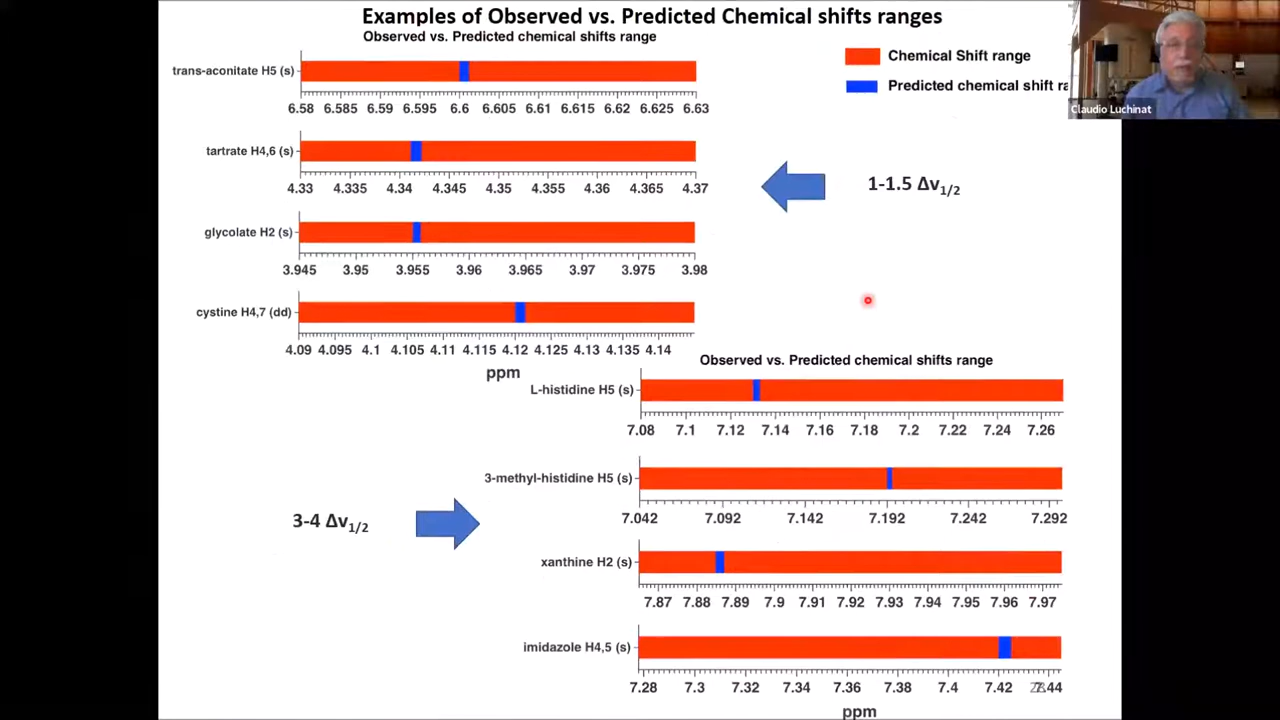 Examples of Observed vs. Predicted Chemical shifts ranges
Observed vs. Predicted chemical shifts range
Chemical Shift range
Predicted chemical shift
Claudio Luchinat
trans-aconitate H5 (s)
6.58 6.585 6.59 6.595 6.6 6.605 6.61 6.615 6.62 6.625 6.63
tartrate H4,6 (s)
4.33 4.335 4.34 4.345 4.35 4.355 4.36 4.365 4.37
1-1.5 Δv1/2
glycolate H2 (s)
3.945 3.95 3.955 3.96 3.965 3.97 3.975 3.98
cystine H4,7 (dd)
4.09 4.095 4.1 4.105 4.11 4.115 4.12 4.125 4.13 4.135 4.14
ppm
Observed vs. Predicted chemical shifts range
L-histidine H5 (s)
7.08 7.1 7.12 7.14 7.16 7.18 7.2 7.22 7.24 7.26
3-methyl-histidine H5 (s)
7.042 7.092 7.142 7.192 7.242 7.292
3-4 Δv1/2
xanthine H2 (s)
7.87 7.88 7.89 7.9 7.91 7.92 7.93 7.94 7.95 7.96 7.97
imidazole H4,5 (s)
7.28 7.3 7.32 7.34 7.36 7.38 7.4 7.42 7.44
ppm